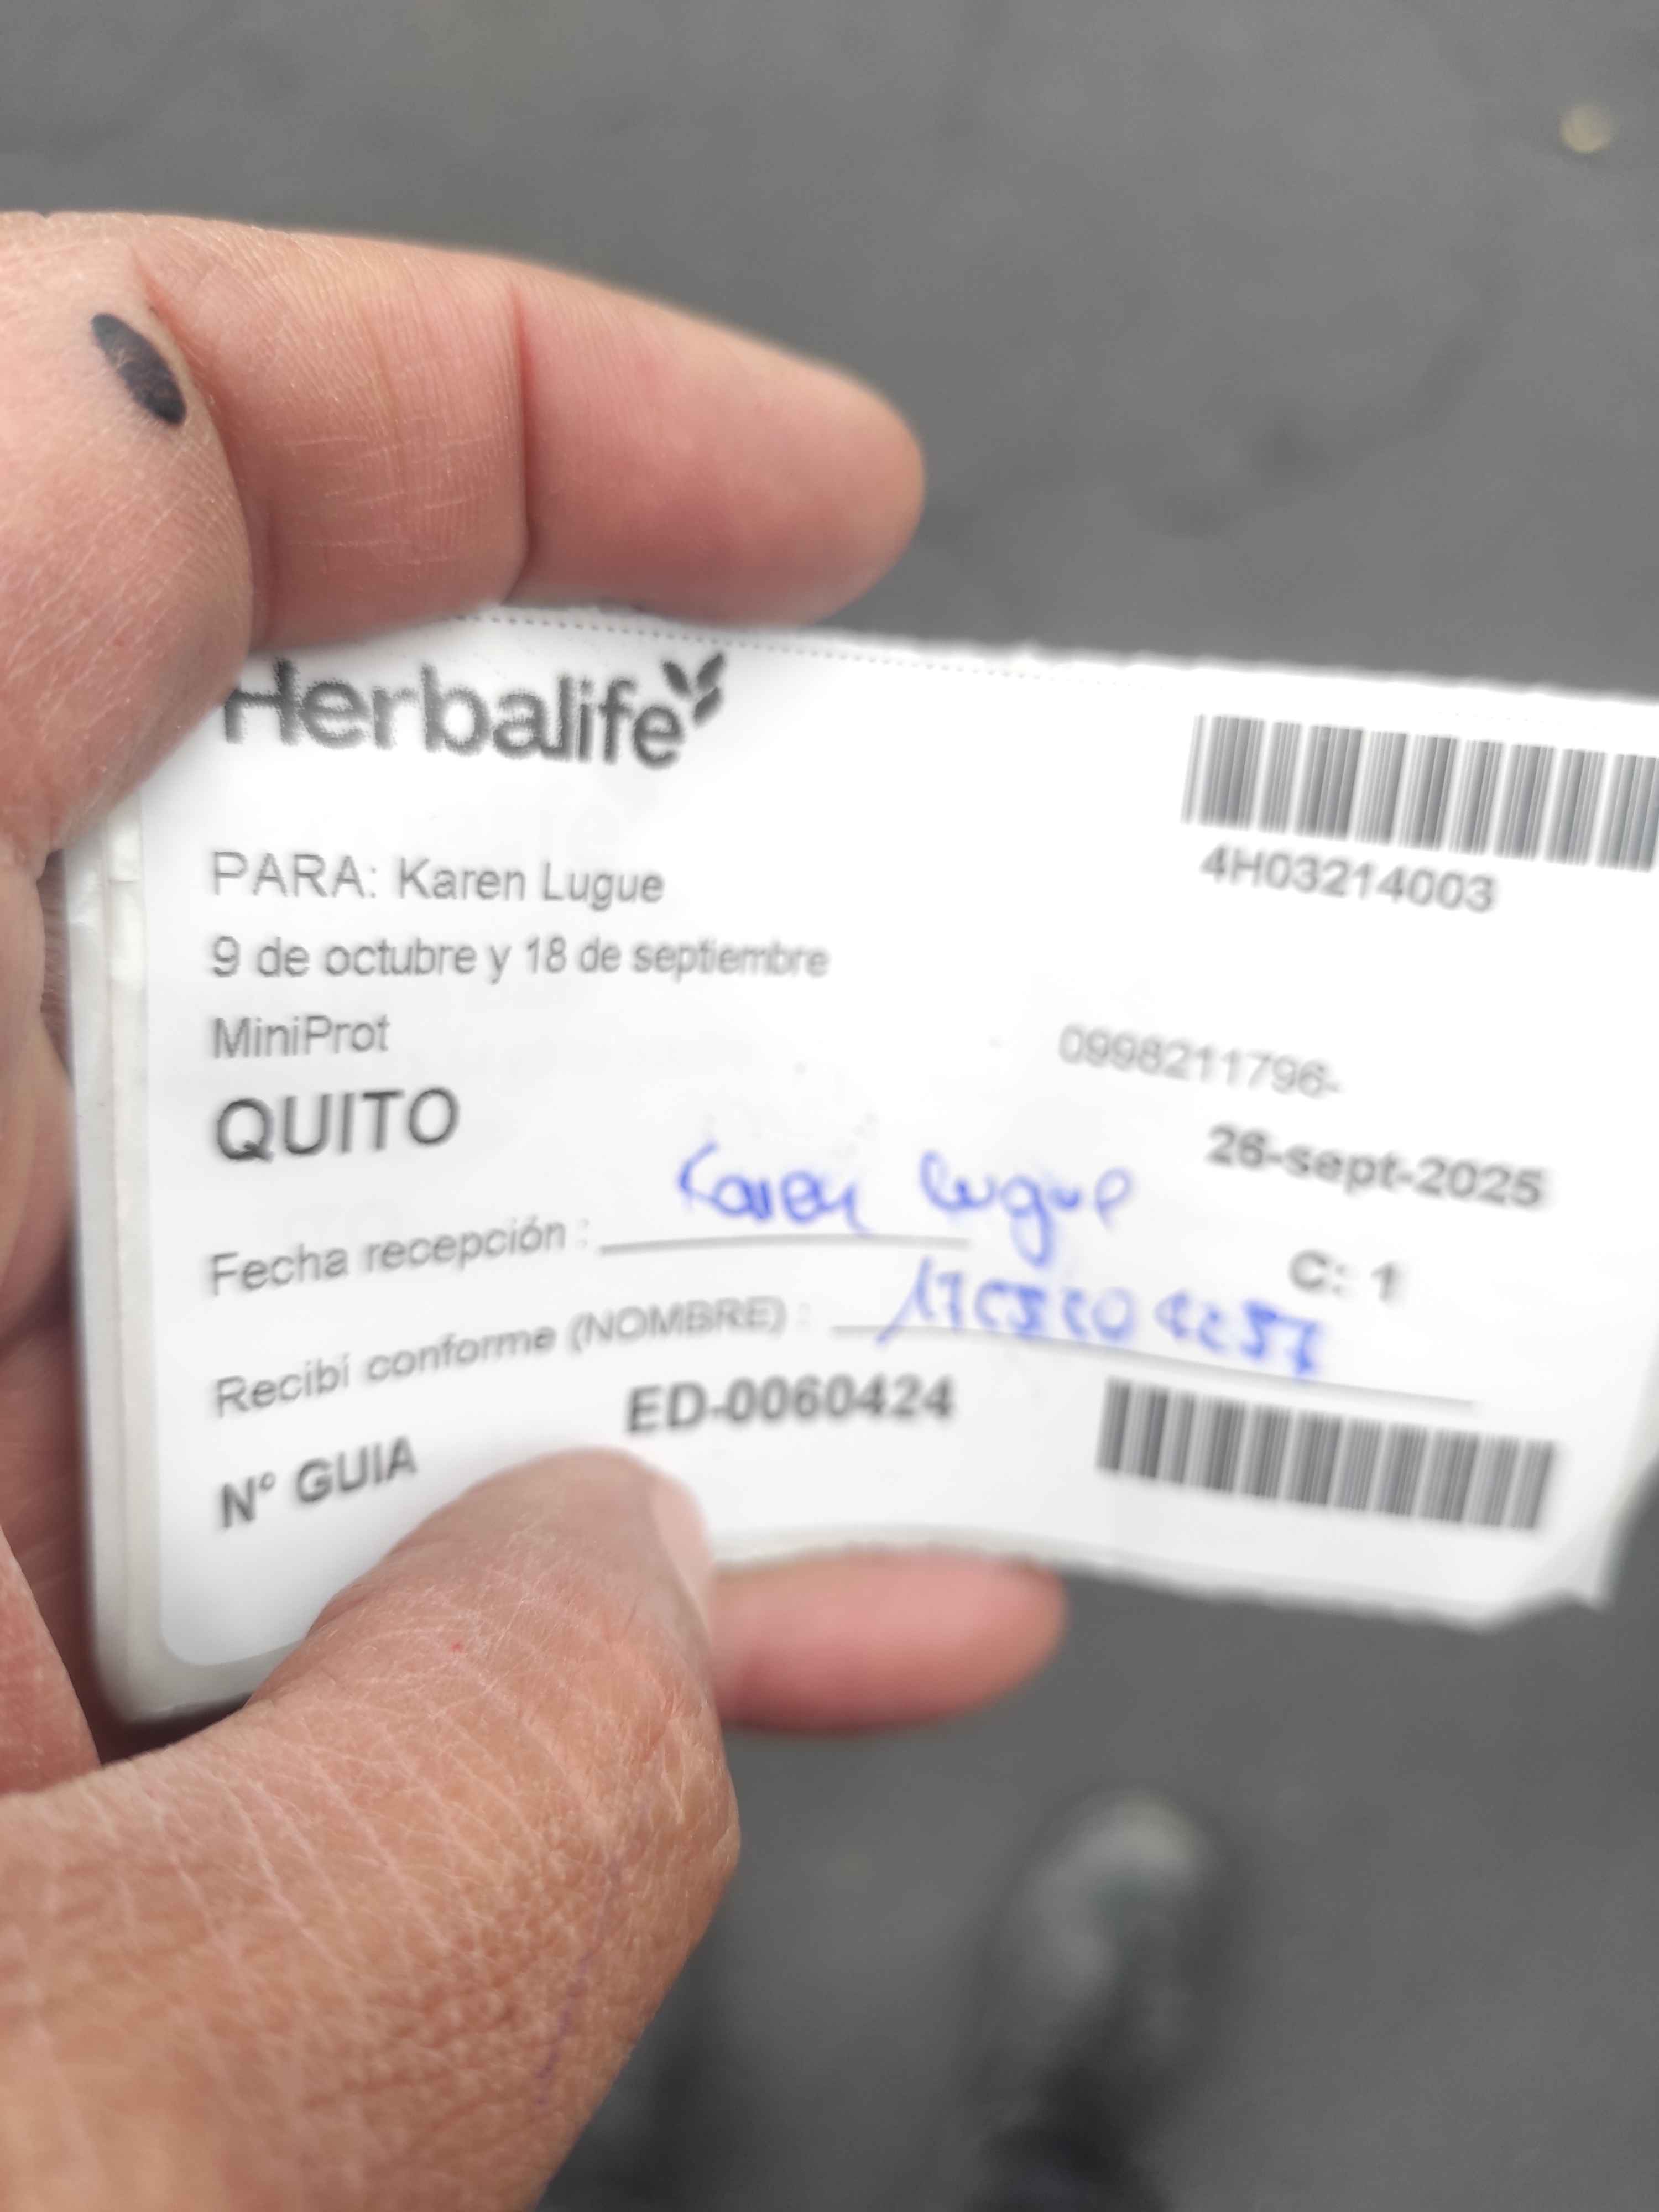 Herbalife
4H03214003
PARA: Karen Lugue
9 de octubre y 18 de septiembre
MiniProt
0998211796-
QUITO
26-sept-2025
Fecha recepción : Karen Lugue
C: 1
Recibí conforme (NOMBRE) :
Nº GUIA ED-0060424